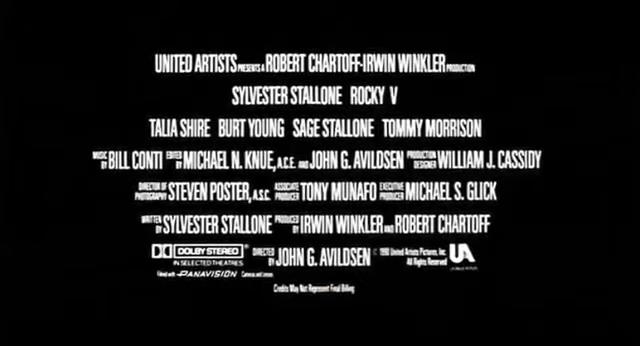 UNITED ARTISTS PRESENTS A ROBERT CHARTOFF-IRWIN WINKLER PRODUCTION
SYLVESTER STALLONE ROCKY V
TALIA SHIRE BURT YOUNG SAGE STALLONE TOMMY MORRISON
MUSIC BY BILL CONTI EDITED BY MICHAEL N. KNUE, A.C.E. AND JOHN G. AVILDSEN PRODUCTION DESIGNER WILLIAM J. CASSIDY
DIRECTOR OF PHOTOGRAPHY STEVEN POSTER, A.S.C. ASSOCIATE PRODUCER TONY MUNAFO EXECUTIVE PRODUCER MICHAEL S. GLICK
WRITTEN BY SYLVESTER STALLONE PRODUCED BY IRWIN WINKLER AND ROBERT CHARTOFF
DOLBY STEREO ® IN SELECTED THEATRES DIRECTED BY JOHN G. AVILDSEN © 1990 United Artists Pictures, Inc. All Rights Reserved UA
Filmed with PANAVISION Cameras and Lenses
Credits May Not Represent Final Billing